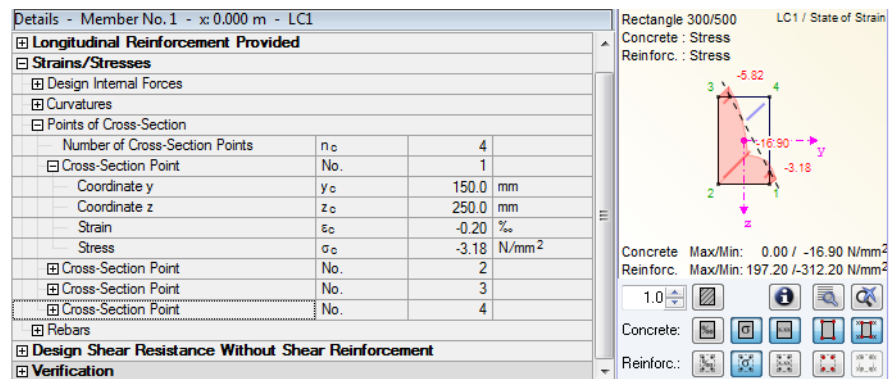 Details - Member No. 1 - x: 0.000 m - LC1
Longitudinal Reinforcement Provided
Strains/Stresses
Design Internal Forces
Curvatures
Points of Cross-Section
Number of Cross-Section Points n c 4
Cross-Section Point No. 1
Coordinate y y c 150.0 mm
Coordinate z z c 250.0 mm
Strain εc -0.20 ‰
Stress σc -3.18 N/mm2
Cross-Section Point No. 2
Cross-Section Point No. 3
Cross-Section Point No. 4
Rebars
Design Shear Resistance Without Shear Reinforcement
Verification
Rectangle 300/500 LC1 / State of Strain
Concrete : Stress
Reinforc. : Stress
-5.82
3 4
-16.90 y
-3.18
2 1
z
Concrete Max/Min: 0.00 / -16.90 N/mm2
Reinforc. Max/Min: 197.20 /-312.20 N/mm2
1.0
Concrete: ‰ σ
Reinforc.: σ